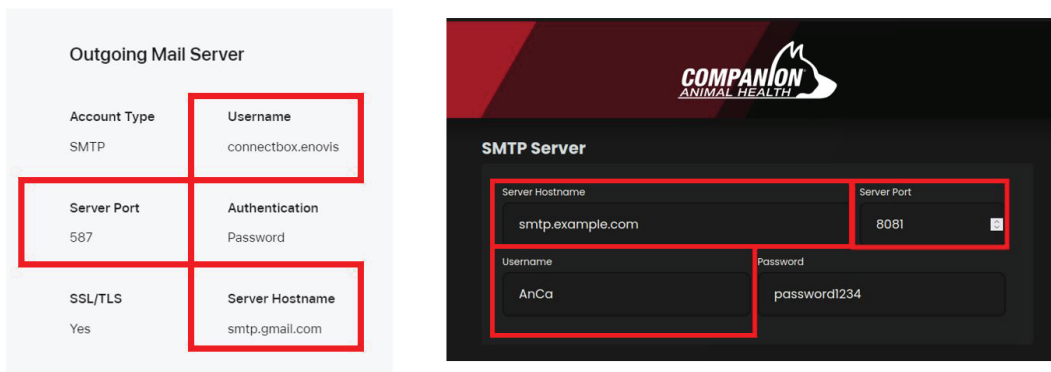 Outgoing Mail Server
Account Type Username
SMTP connectbox.enovis
Server Port Authentication
587 Password
SSL/TLS Server Hostname
Yes smtp.gmail.com
COMPANION
ANIMAL HEALTH
SMTP Server
Server Hostname Server Port
smtp.example.com 8081
Username Password
AnCa password1234